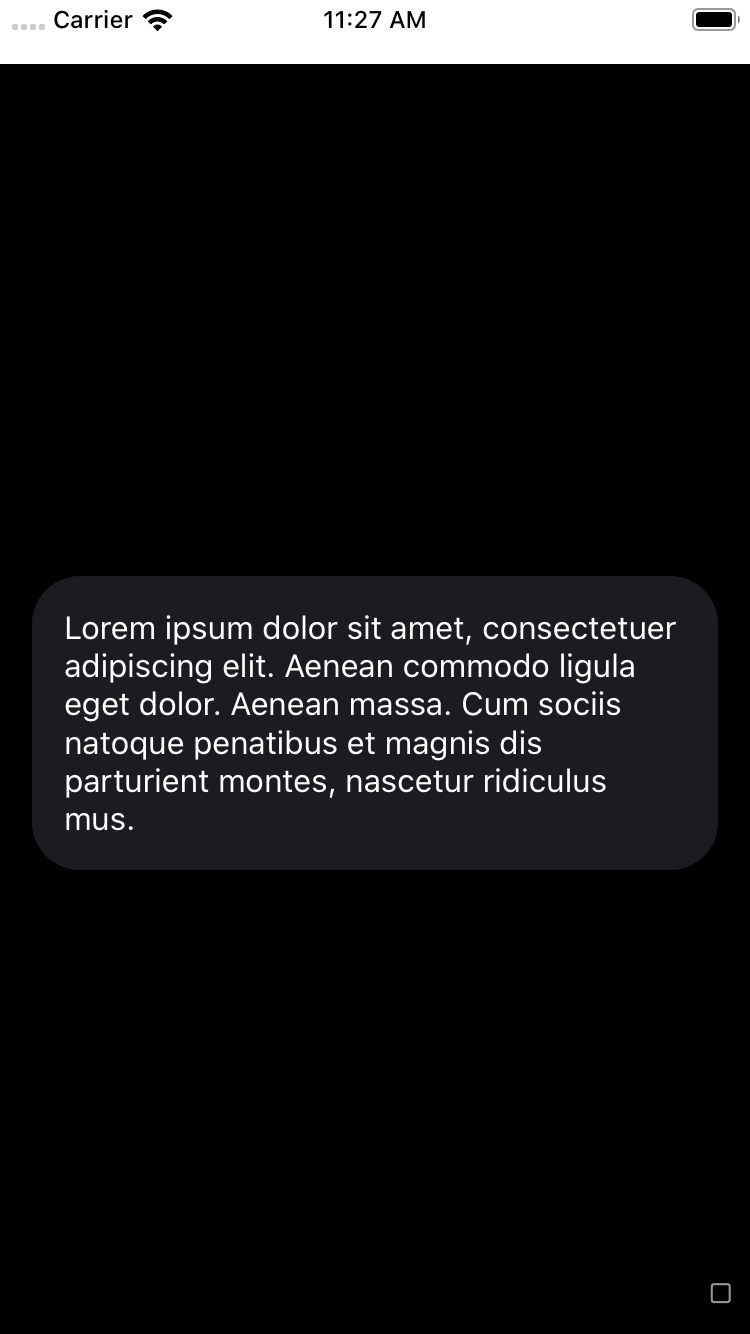 Carrier
11:27 AM
Lorem ipsum dolor sit amet, consectetuer
adipiscing elit. Aenean commodo ligula
eget dolor. Aenean massa. Cum sociis
natoque penatibus et magnis dis
parturient montes, nascetur ridiculus
mus.